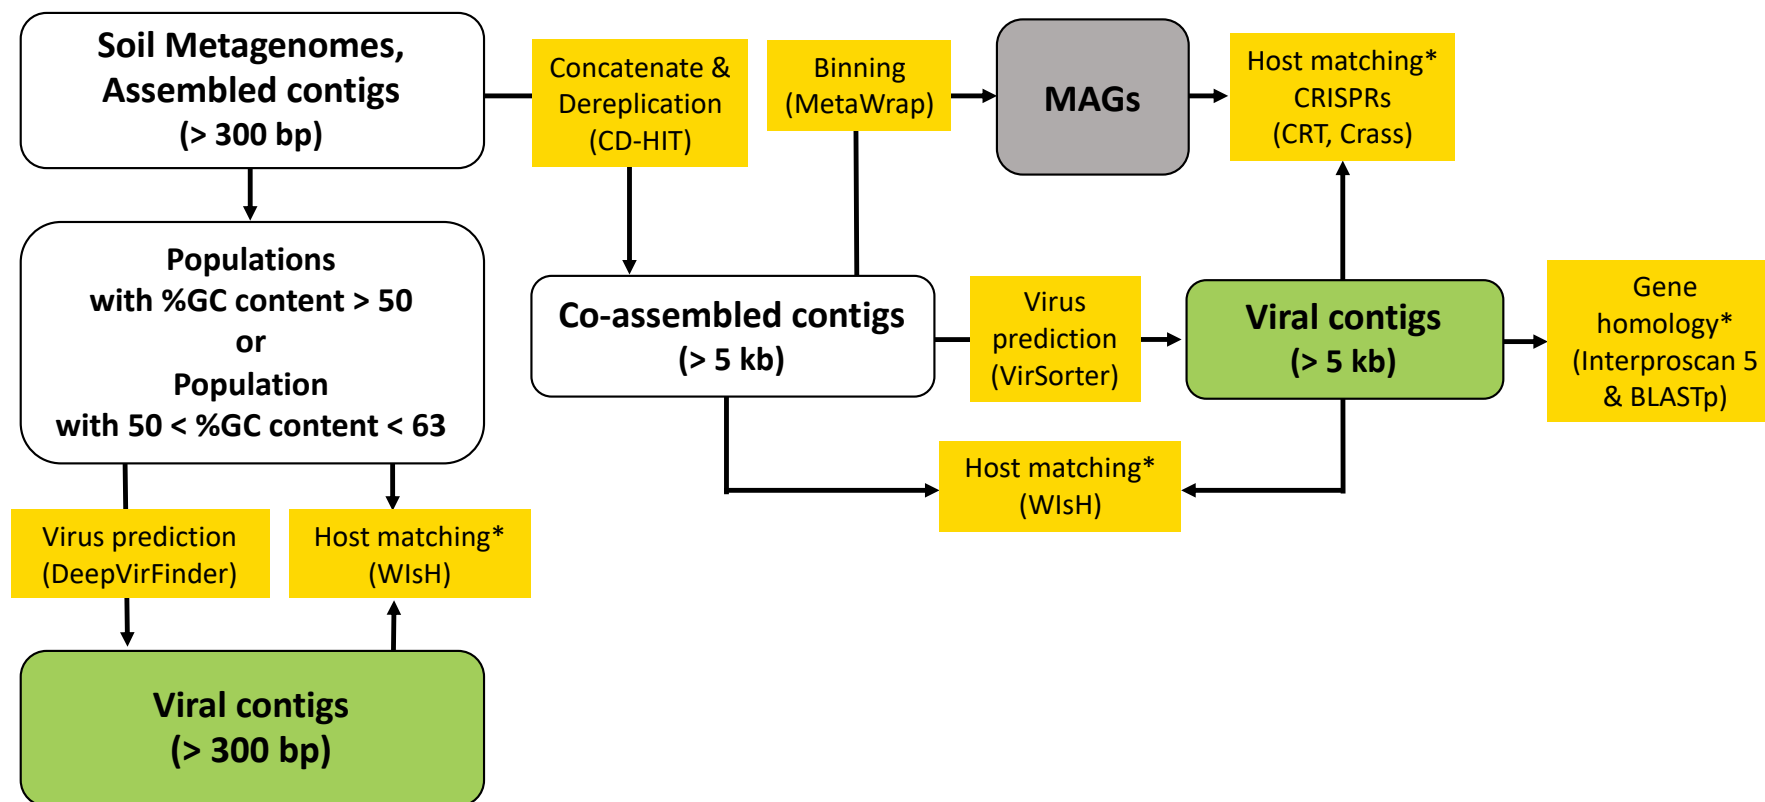 Soil Metagenomes,
Assembled contigs
(> 300 bp)
Concatenate &
Dereplication
(CD-HIT)
Binning
(MetaWrap)
MAGs
Host matching*
CRISPRs
(CRT, Crass)
Populations
with %GC content > 50
or
Population
with 50 < %GC content < 63
Co-assembled contigs
(> 5 kb)
Virus
prediction
(VirSorter)
Viral contigs
(> 5 kb)
Gene
homology*
(Interproscan 5
& BLASTp)
Host matching*
(WIsH)
Virus prediction
(DeepVirFinder)
Host matching*
(WIsH)
Viral contigs
(> 300 bp)